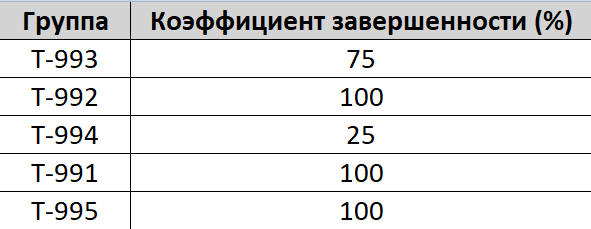 Группа Коэффициент завершенности (%)
Т-993 75
Т-992 100
Т-994 25
Т-991 100
Т-995 100